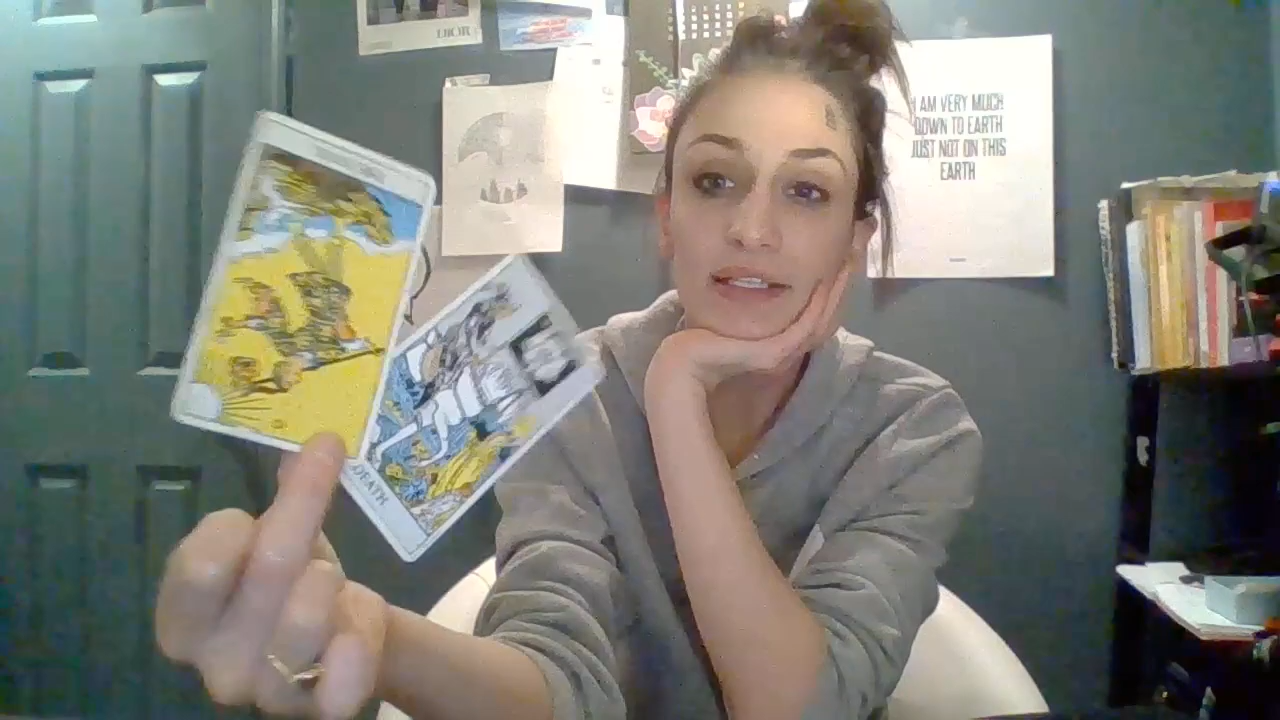 I AM VERY MUCH
DOWN TO EARTH
JUST NOT ON THIS
EARTH
DEATH